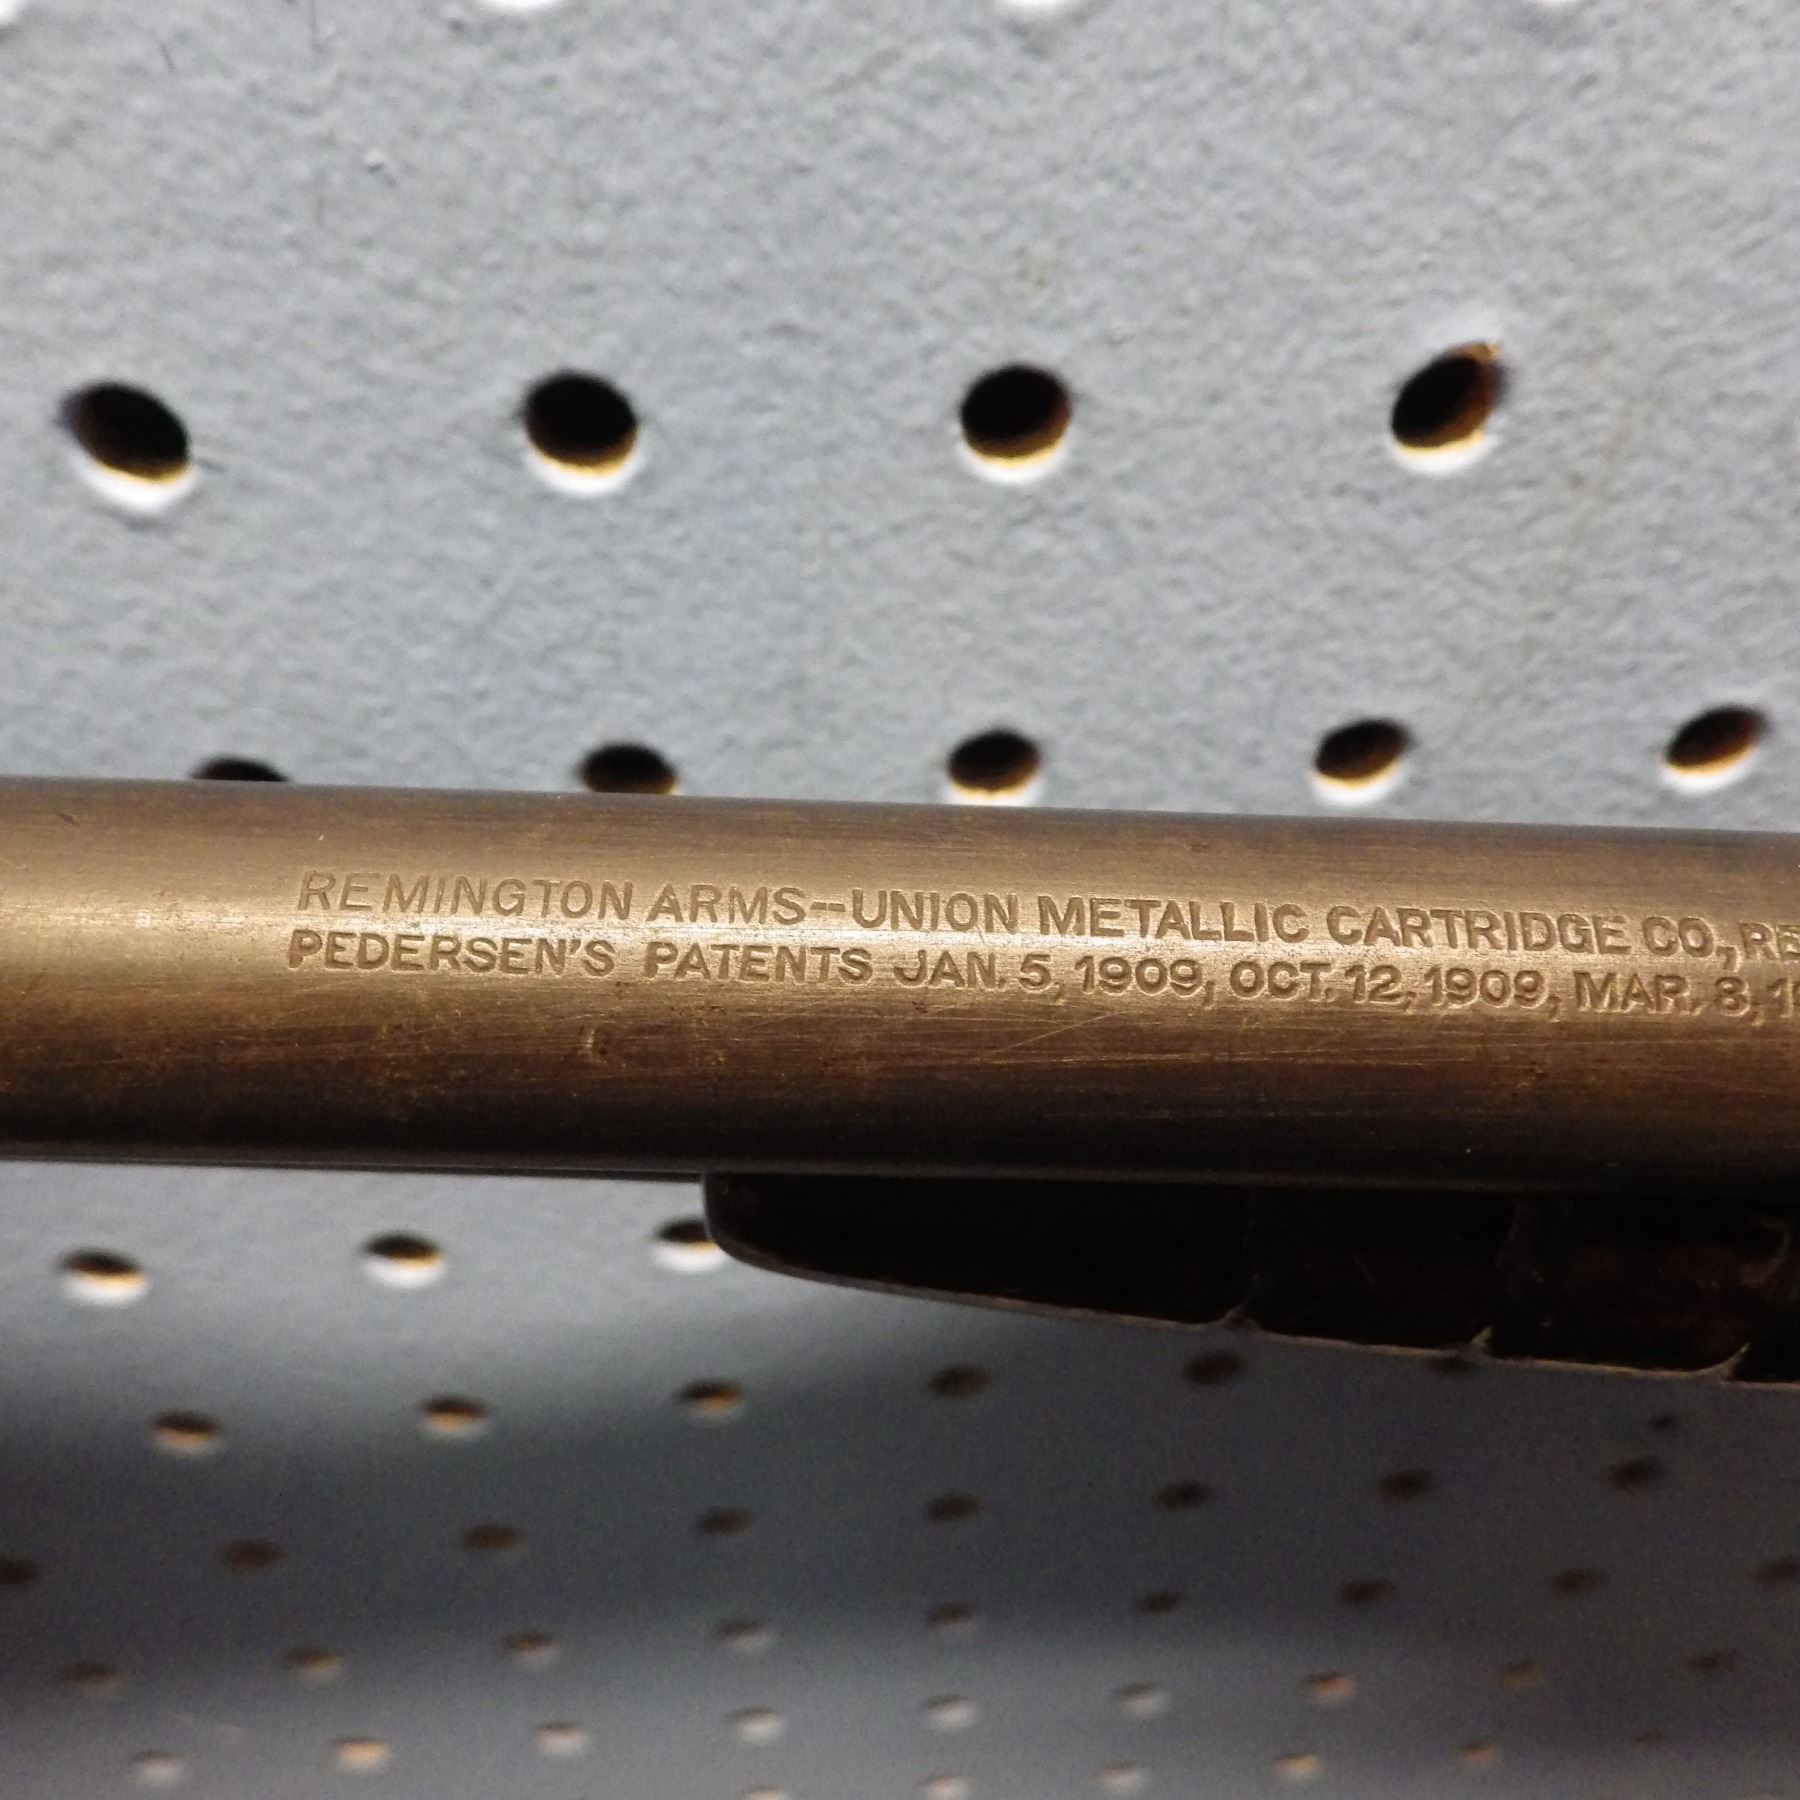 REMINGTON ARMS--UNION METALLIC CARTRIDGE CO.,
PEDERSEN'S PATENTS JAN. 5, 1909, OCT. 12, 1909, MAR. 8,